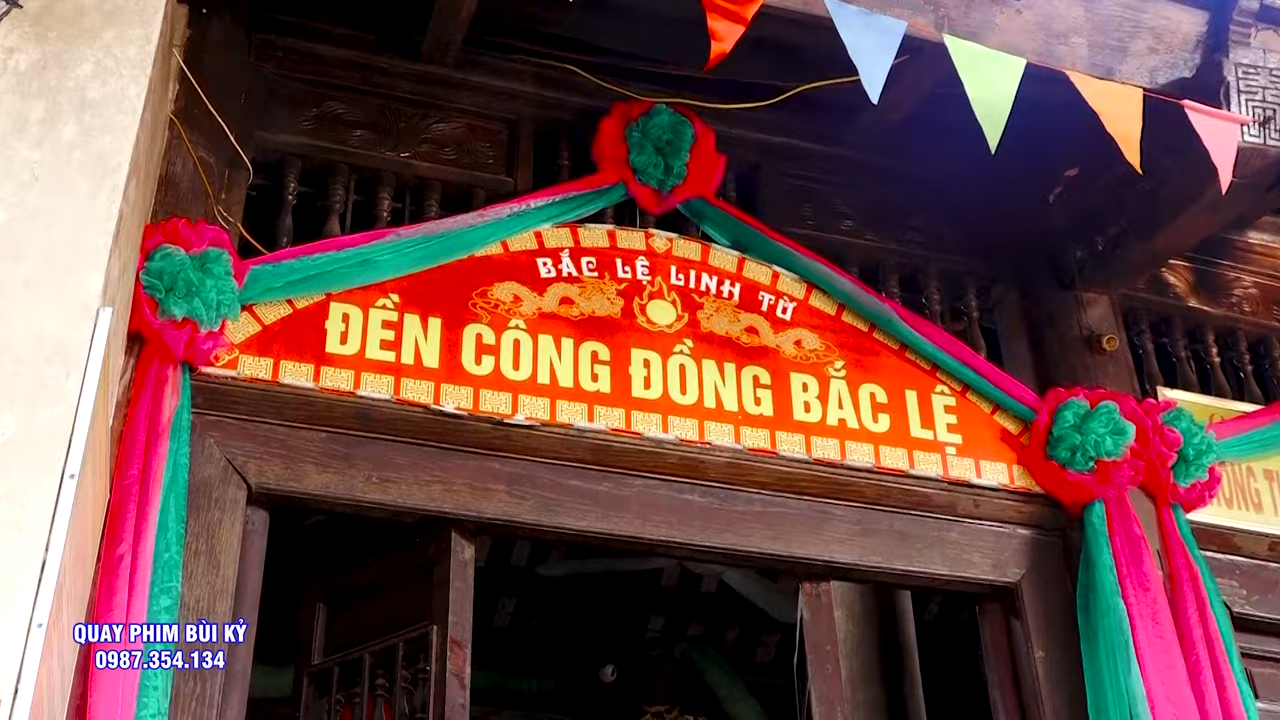 BẮC LỆ LINH TỪ
ĐỀN CÔNG ĐỒNG BẮC LỆ
QUAY PHIM BÙI KỶ
0987.354.134